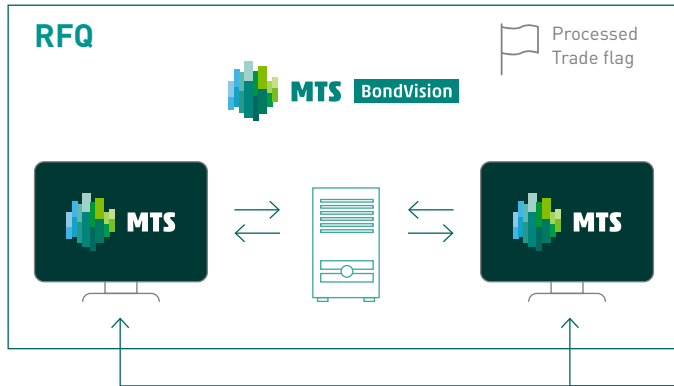 RFQ
Processed
Trade flag
MTS BondVision
MTS
MTS